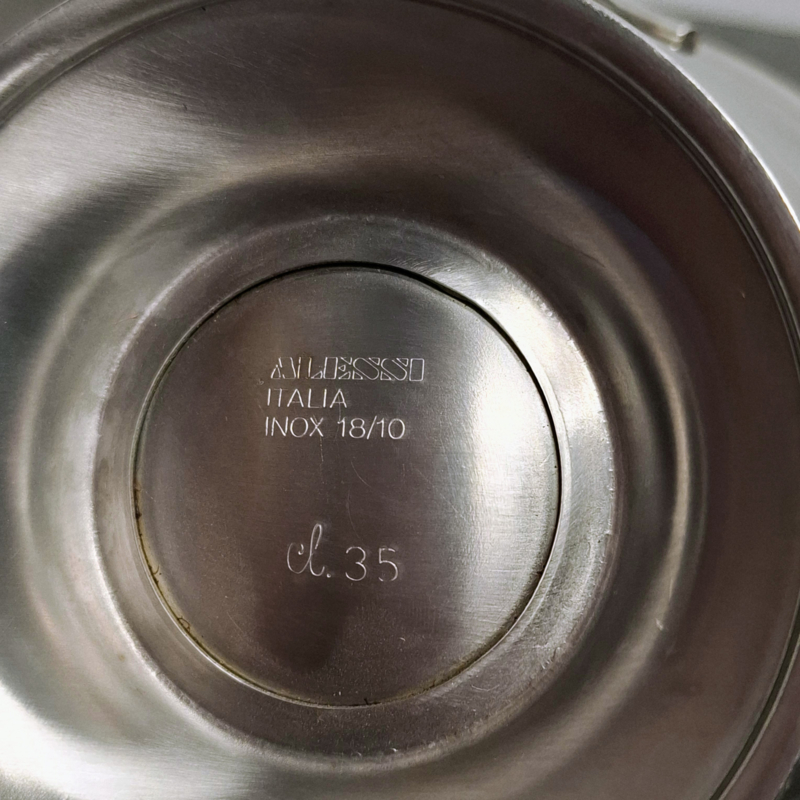 ALESSI
ITALIA
INOX 18/10
cl. 35